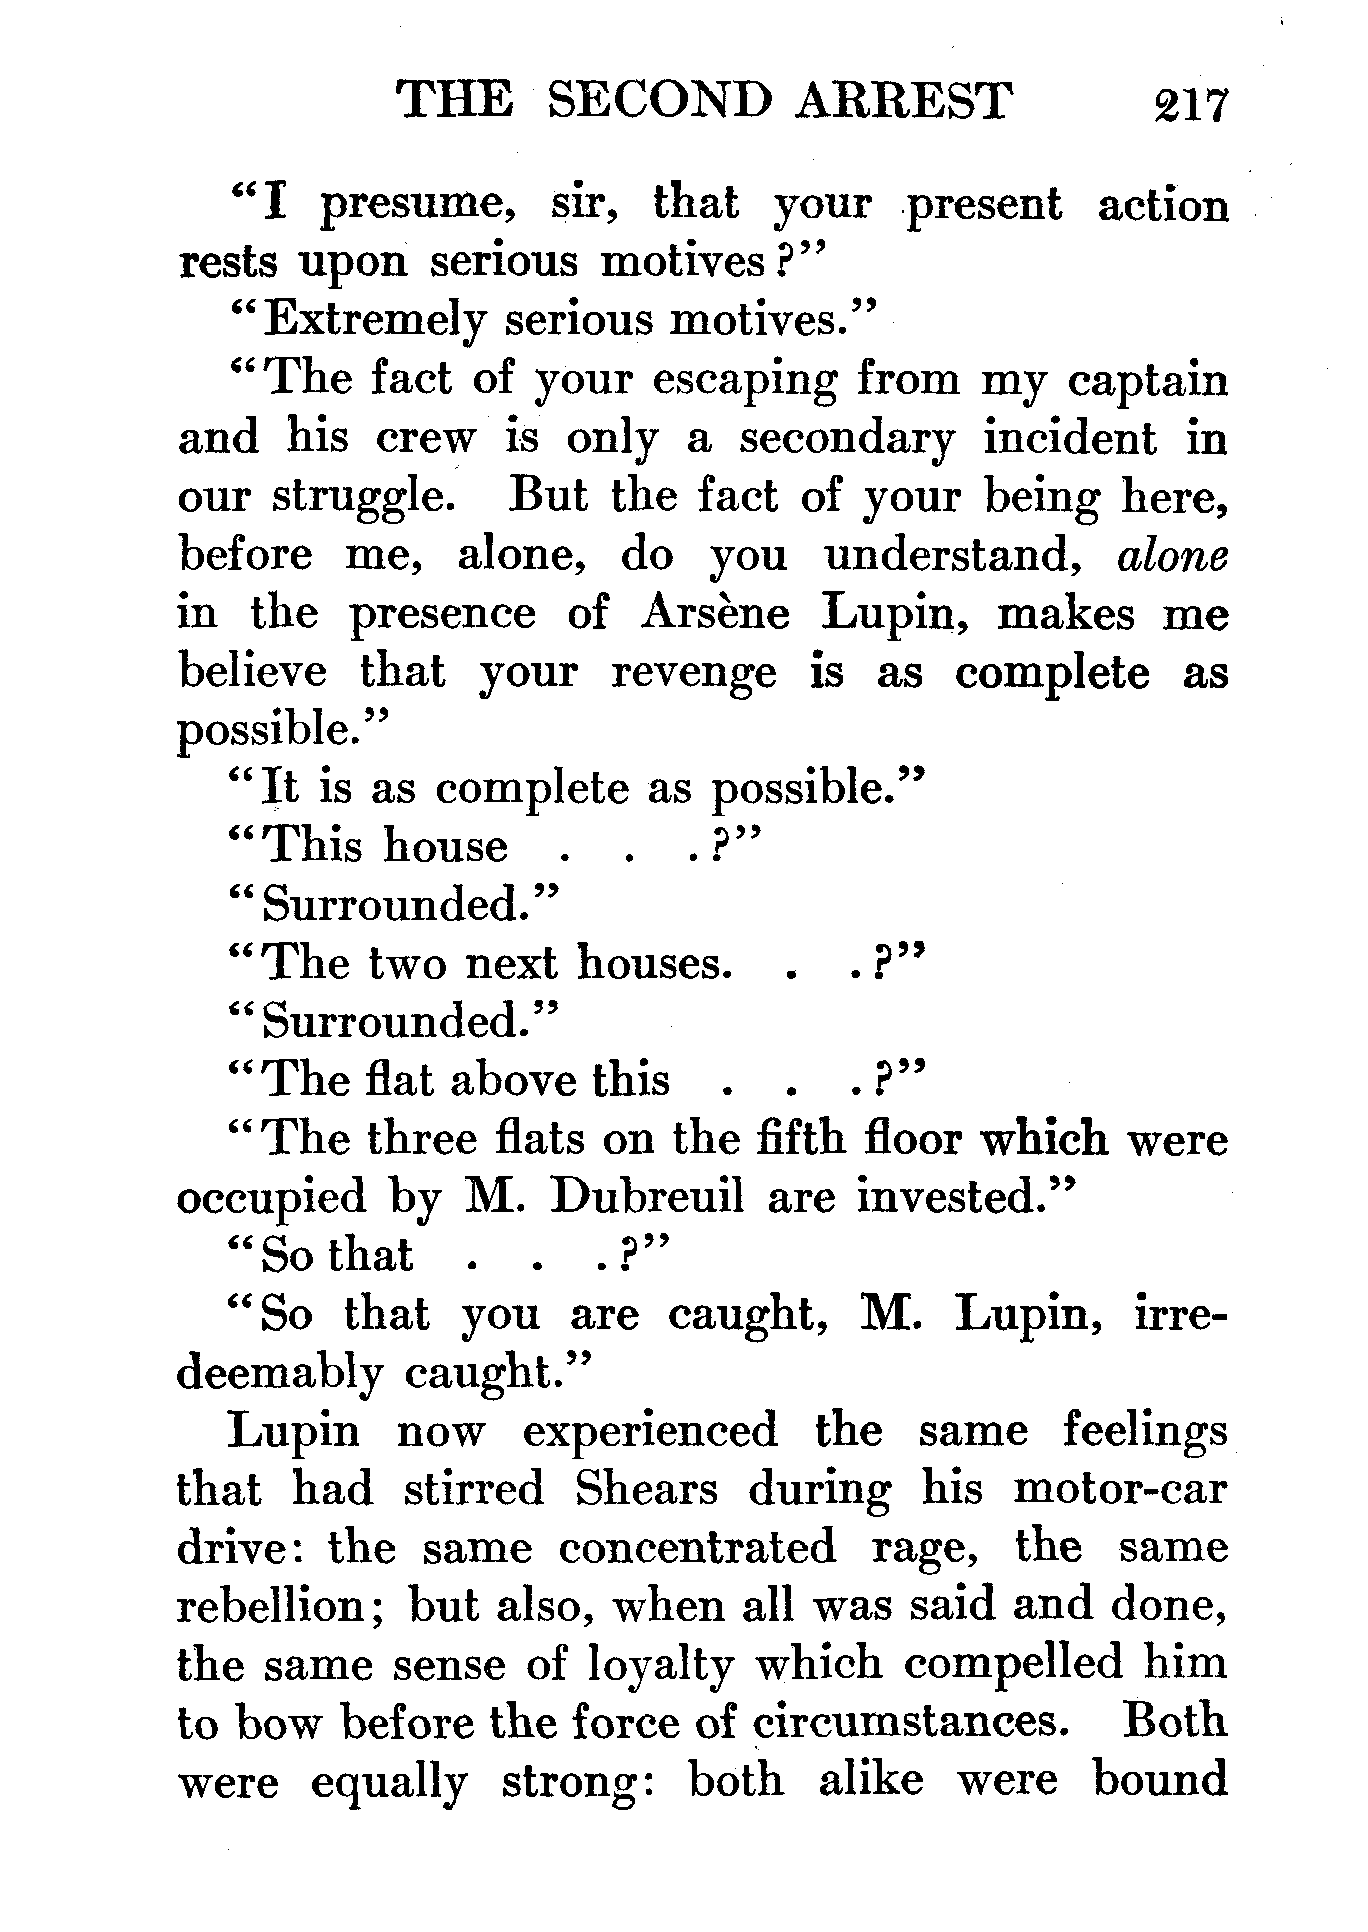 THE SECOND ARREST 217
"I presume, sir, that your present action
rests upon serious motives?"
"Extremely serious motives."
"The fact of your escaping from my captain
and his crew is only a secondary incident in
our struggle. But the fact of your being here,
before me, alone, do you understand, alone
in the presence of Arsène Lupin, makes me
believe that your revenge is as complete as
possible."
"It is as complete as possible."
"This house . . .?"
"Surrounded."
"The two next houses. . .?"
"Surrounded."
"The flat above this . . .?"
"The three flats on the fifth floor which were
occupied by M. Dubreuil are invested."
"So that . . .?"
"So that you are caught, M. Lupin, irre-
deemably caught."
Lupin now experienced the same feelings
that had stirred Shears during his motor-car
drive: the same concentrated rage, the same
rebellion; but also, when all was said and done,
the same sense of loyalty which compelled him
to bow before the force of circumstances. Both
were equally strong: both alike were bound